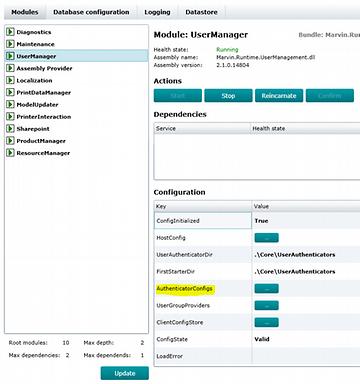 Modules Database configuration Logging Datastore
Diagnostics
Maintenance
UserManager
Assembly Provider
Localization
PrintDataManager
ModelUpdater
PrinterInteraction
Sharepoint
ProductManager
ResourceManager
Root modules: 10 Max depth: 2
Max dependencies: 2 Max dependends: 1
Update
Module: UserManager Bundle: Marvin.Ru
Health state: Running
Assembly name: Marvin.Runtime.UserManagement.dll
Assembly version: 2.1.0.14804
Actions
Start Stop Reincarnate Confirm
Dependencies
Service Health state
Configuration
Key Value
ConfigInitialized True
HostConfig ...
UserAuthenticatorDir .\Core\UserAuthenticators
FirstStarterDir .\Core\UserAuthenticators
AuthenticatorConfigs ...
UserGroupProviders ...
ClientConfigStore ...
ConfigState Valid
LoadError